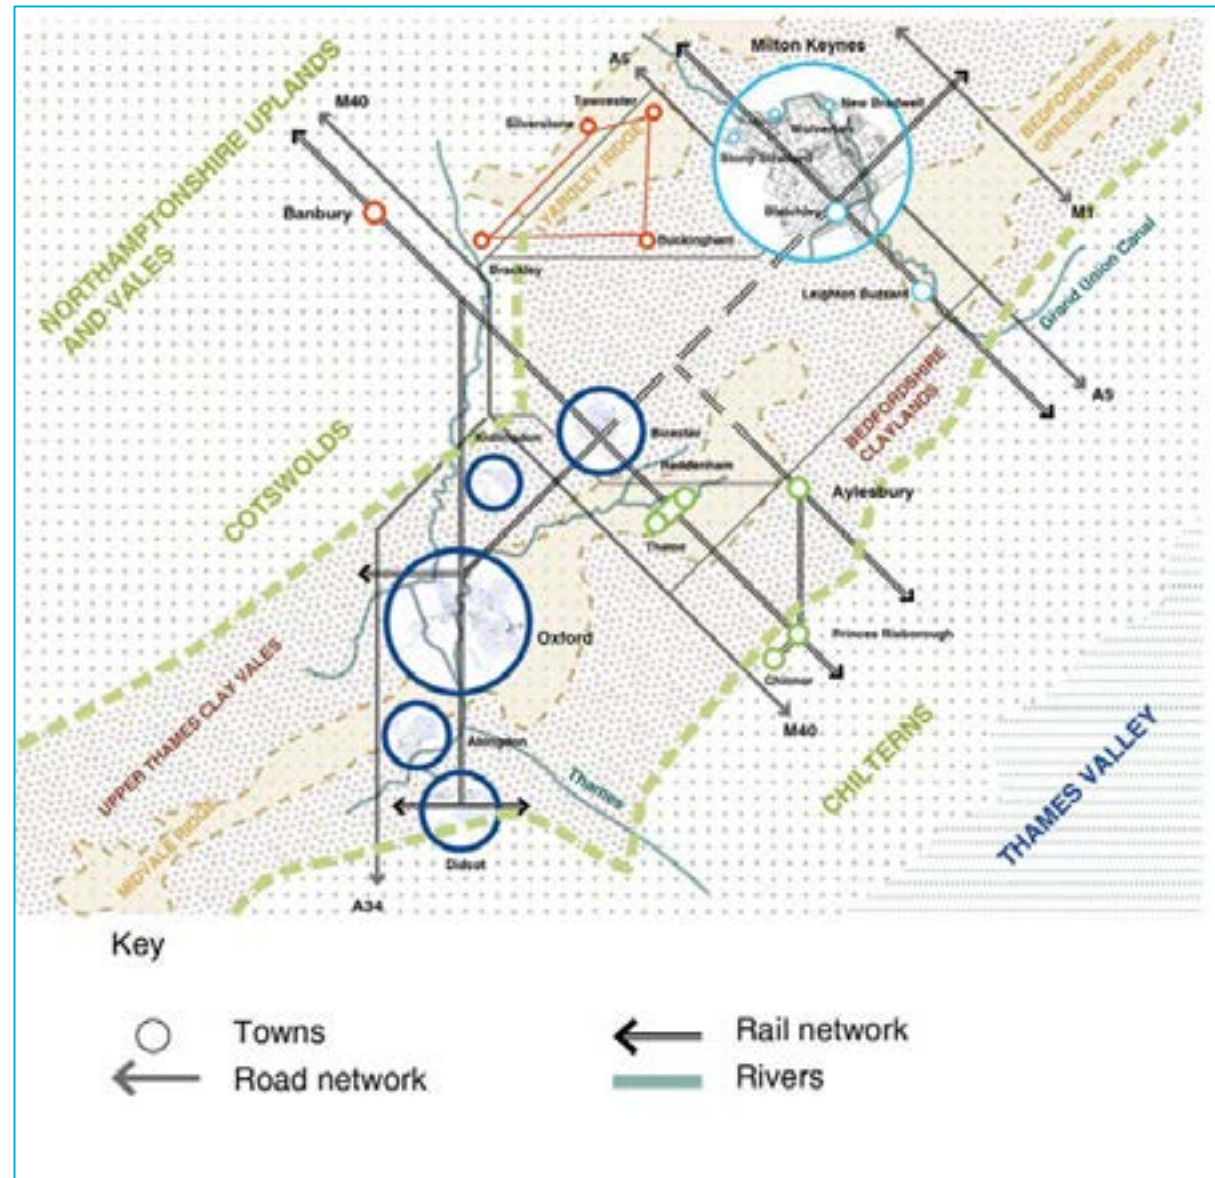 Milton Keynes
A5
M40
Towcester
New Bradwell
Silverstone
Wolverton
BEDFORDSHIRE
GREENSAND RIDGE
YARDLEY RIDGE
Stony Stratford
NORTHAMPTONSHIRE UPLANDS
AND VALES
Banbury
Bletchley
M1
Buckingham
Brackley
Leighton Buzzard
Grand Union Canal
A5
BEDFORDSHIRE
CLAYLANDS
COTSWOLDS
Kidlington
Bicester
Haddenham
Aylesbury
Thame
Oxford
Princes Risborough
Chinnor
UPPER THAMES CLAY VALES
M40
Abingdon
CHILTERNS
THAMES VALLEY
Thames
MIDVALE RIDGE
Didcot
A34
Key
Towns
Rail network
Road network
Rivers